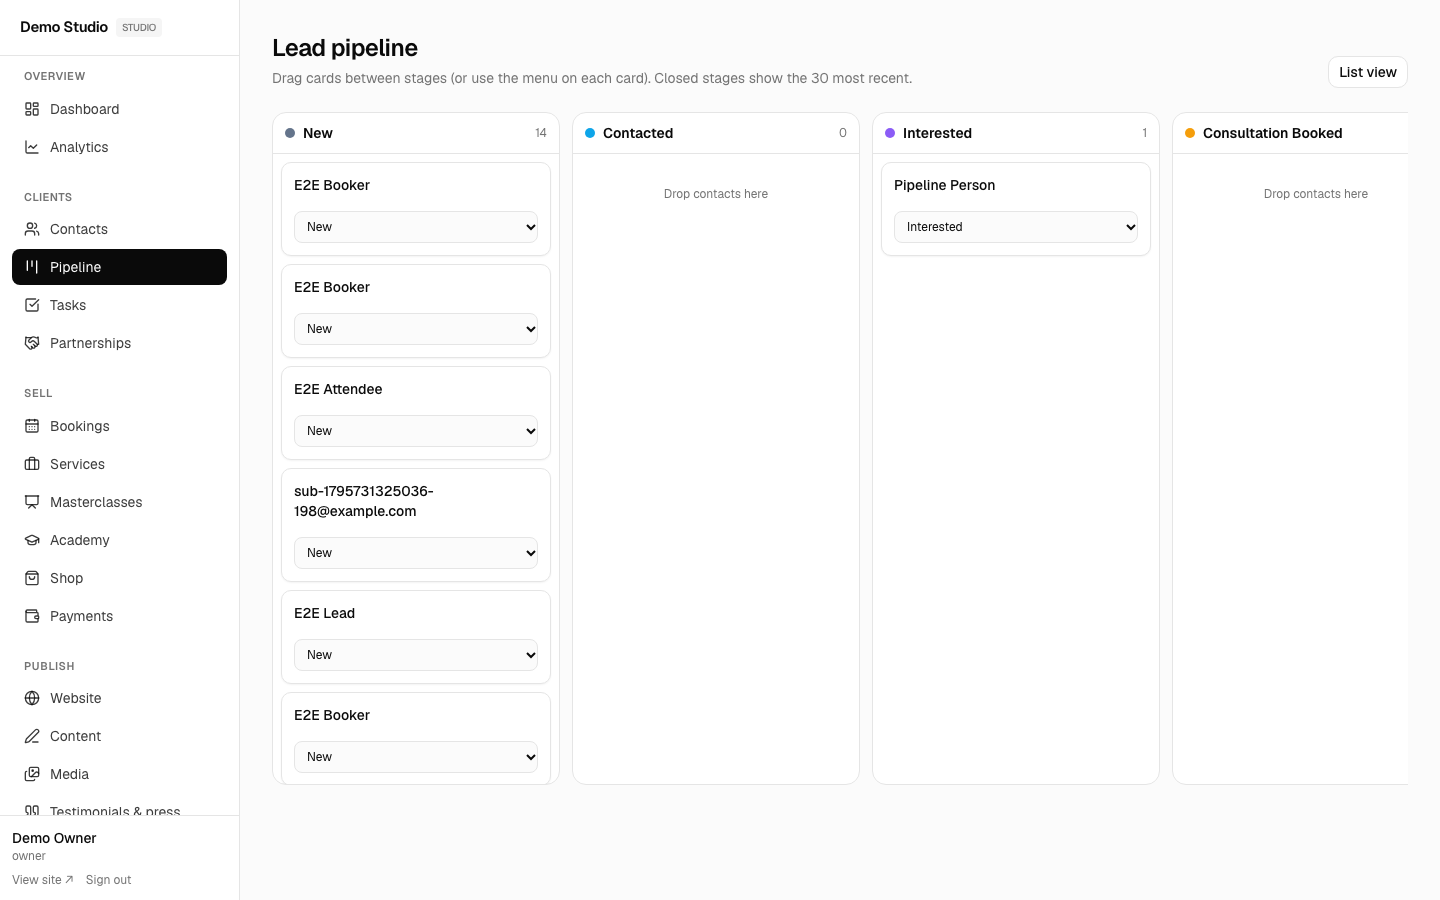 Demo Studio STUDIO
OVERVIEW
Dashboard
Analytics
CLIENTS
Contacts
Pipeline
Tasks
Partnerships
SELL
Bookings
Services
Masterclasses
Academy
Shop
Payments
PUBLISH
Website
Content
Media
Testimonials & press
Demo Owner
owner
View site ↗ Sign out
Lead pipeline
Drag cards between stages (or use the menu on each card). Closed stages show the 30 most recent.
List view
New 14
E2E Booker
New
E2E Booker
New
E2E Attendee
New
sub-1795731325036-
198@example.com
New
E2E Lead
New
E2E Booker
New
Contacted 0
Drop contacts here
Interested 1
Pipeline Person
Interested
Consultation Booked
Drop contacts here